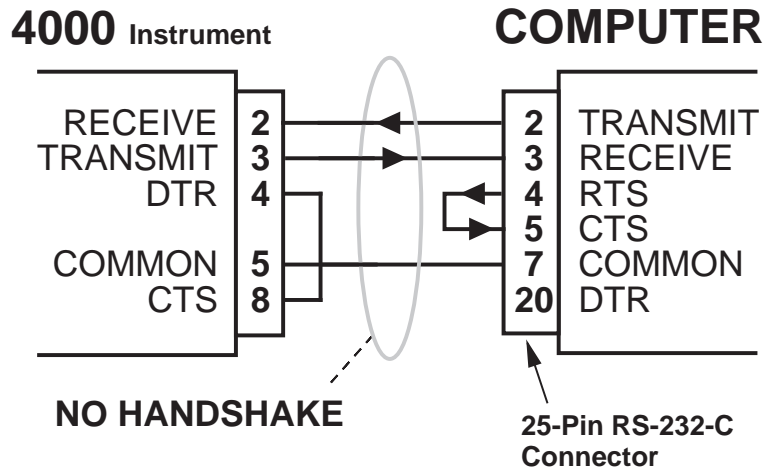 4000 Instrument
COMPUTER
RECEIVE 2
TRANSMIT 3
DTR 4
COMMON 5
CTS 8
2 TRANSMIT
3 RECEIVE
4 RTS
5 CTS
7 COMMON
20 DTR
NO HANDSHAKE
25-Pin RS-232-C
Connector